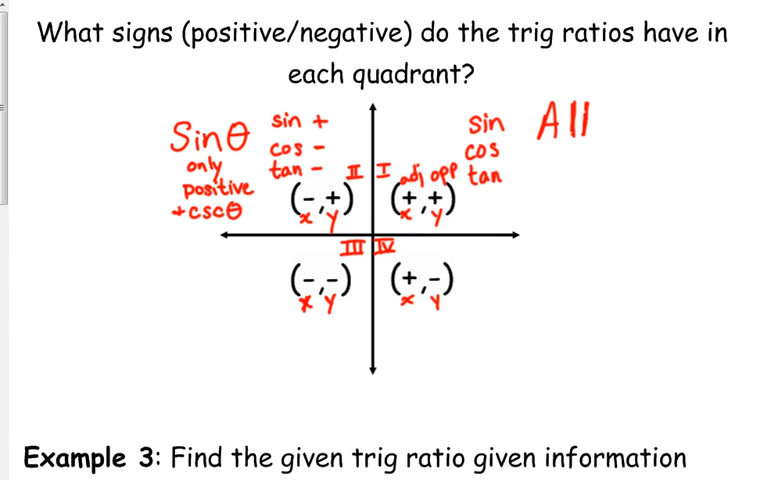 What signs (positive/negative) do the trig ratios have in
each quadrant?
Sinθ
only
positive
+cscθ
sin +
cos -
tan -
II
I
adj opp
sin
cos
tan
All
(-,+)
x y
(+,+)
x y
III
IV
(-,-)
x y
(+,-)
x y
Example 3: Find the given trig ratio given information